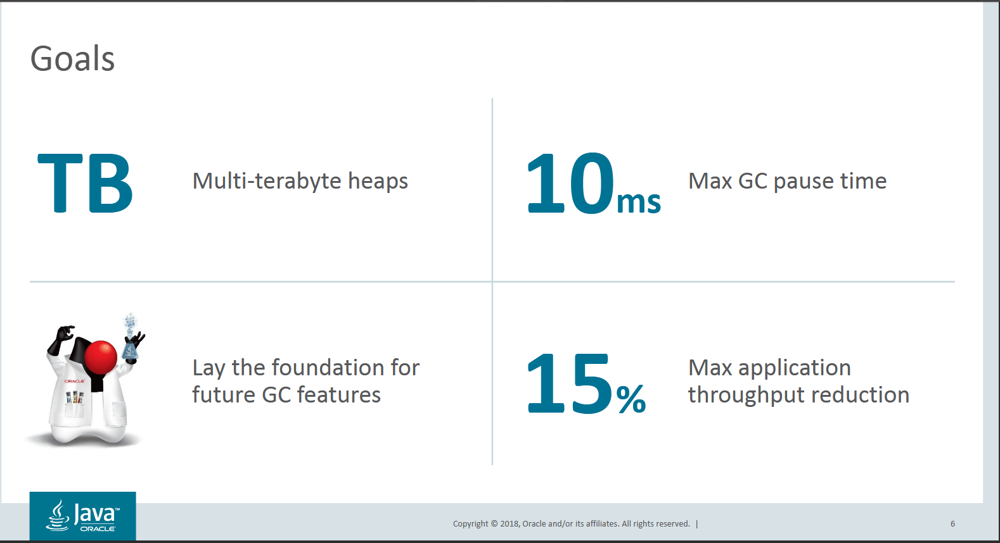 Goals
TB
Multi-terabyte heaps
10ms
Max GC pause time
ORACLE
Lay the foundation for
future GC features
15%
Max application
throughput reduction
Java™
ORACLE
Copyright © 2018, Oracle and/or its affiliates. All rights reserved. |
6